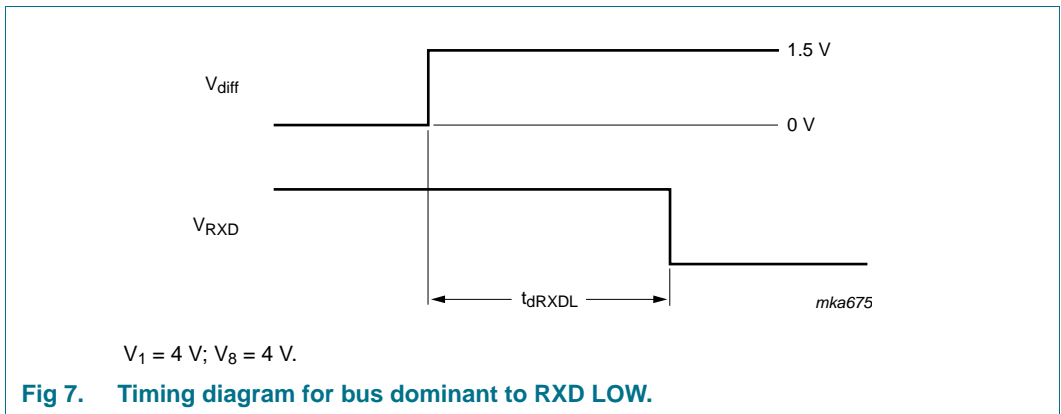 1.5 V
Vdiff
0 V
VRXD
tdRXDL
mka675
V1 = 4 V; V8 = 4 V.
Fig 7. Timing diagram for bus dominant to RXD LOW.